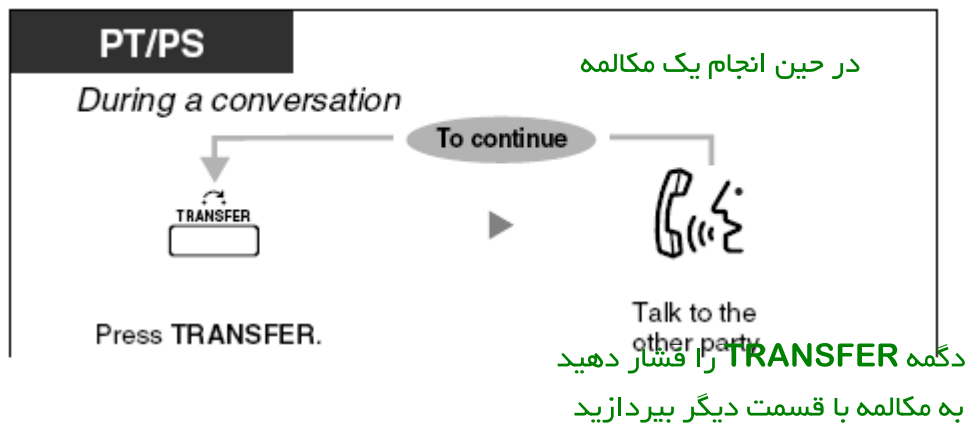 PT/PS
در حین انجام یک مکالمه
During a conversation
To continue
TRANSFER
Press TRANSFER.
Talk to the
other party.
دگمه TRANSFER را فشار دهید
به مکالمه با قسمت دیگر بپردازید